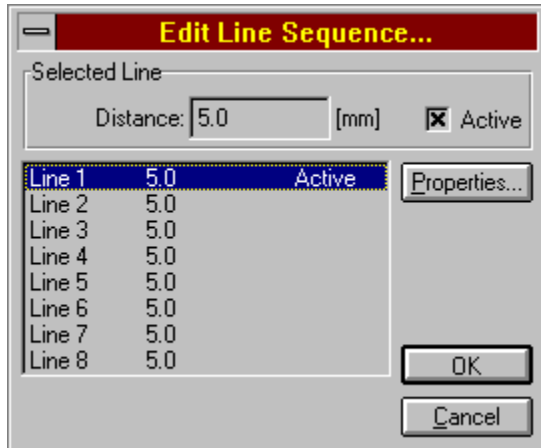 Edit Line Sequence...
Selected Line
Distance: 5.0 [mm] Active
Line 1 5.0 Active
Properties...
Line 2 5.0
Line 3 5.0
Line 4 5.0
Line 5 5.0
Line 6 5.0
Line 7 5.0
Line 8 5.0
OK
Cancel